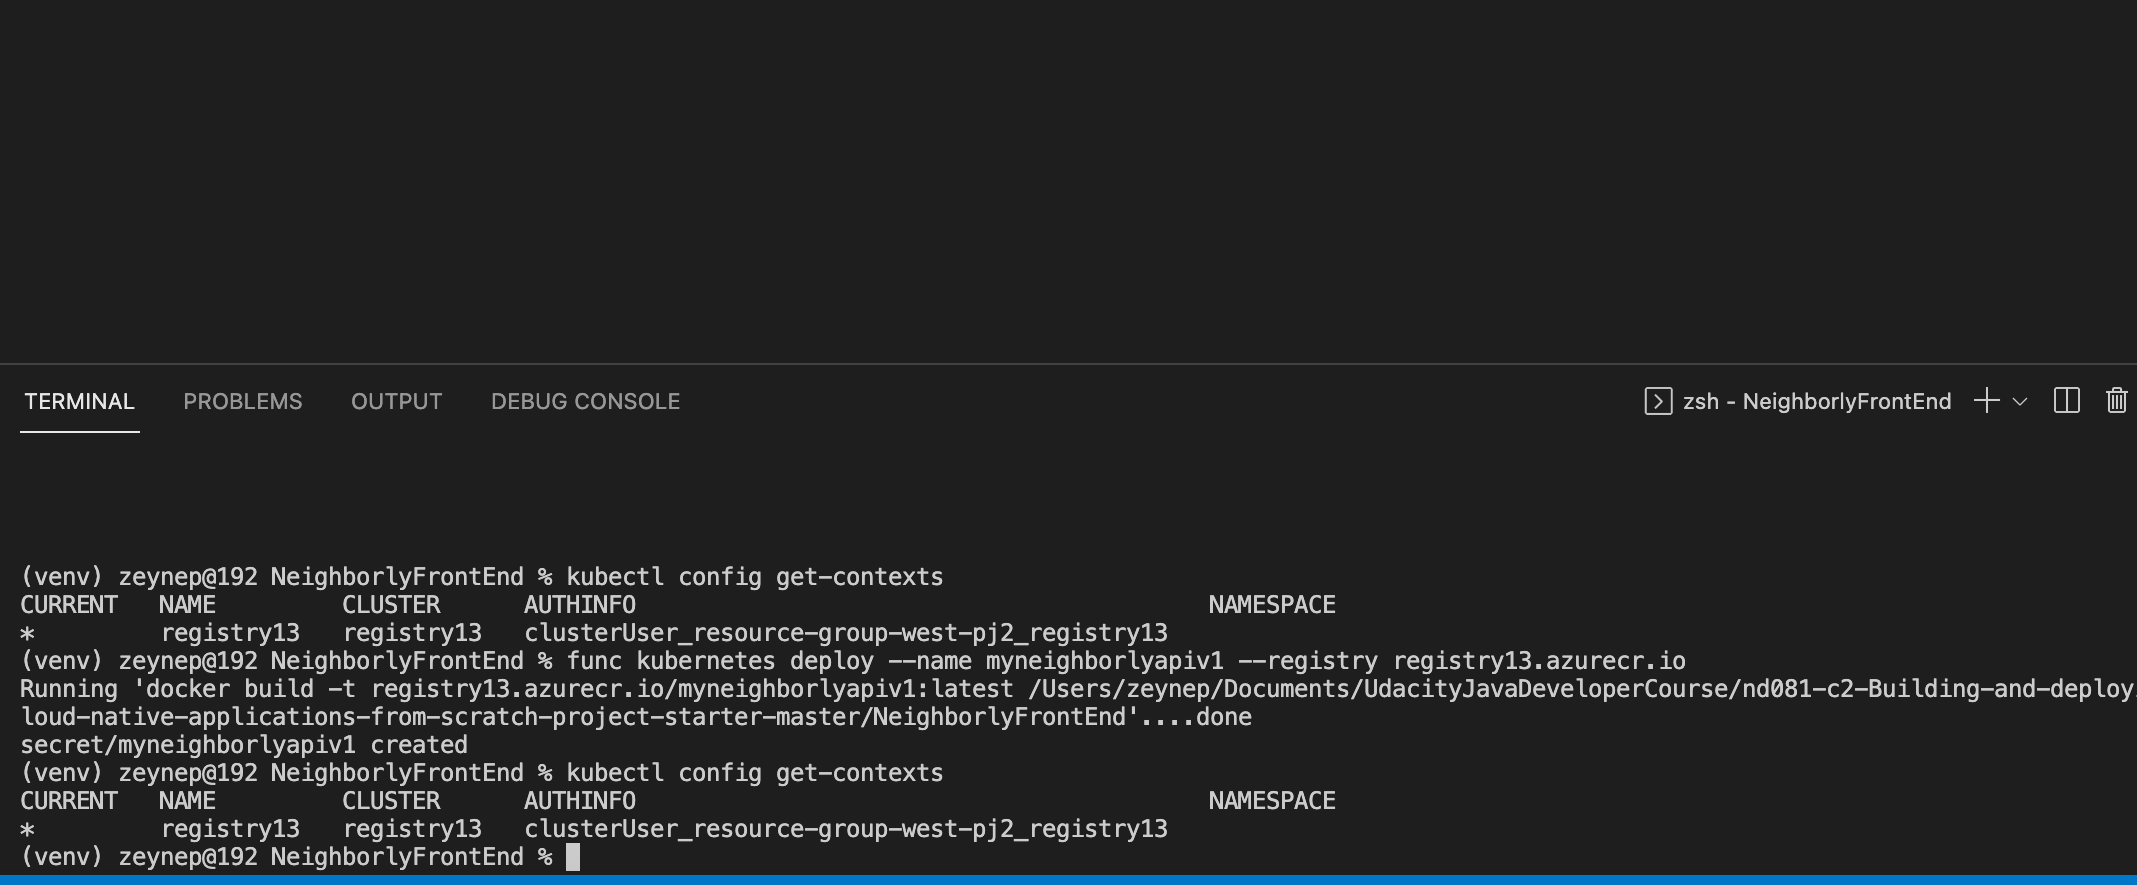 TERMINAL PROBLEMS OUTPUT DEBUG CONSOLE zsh - NeighborlyFrontEnd
(venv) zeynep@192 NeighborlyFrontEnd % kubectl config get-contexts
CURRENT NAME CLUSTER AUTHINFO NAMESPACE
* registry13 registry13 clusterUser_resource-group-west-pj2_registry13
(venv) zeynep@192 NeighborlyFrontEnd % func kubernetes deploy --name myneighborlyapiv1 --registry registry13.azurecr.io
Running 'docker build -t registry13.azurecr.io/myneighborlyapiv1:latest /Users/zeynep/Documents/UdacityJavaDeveloperCourse/nd081-c2-Building-and-deploy
loud-native-applications-from-scratch-project-starter-master/NeighborlyFrontEnd'....done
secret/myneighborlyapiv1 created
(venv) zeynep@192 NeighborlyFrontEnd % kubectl config get-contexts
CURRENT NAME CLUSTER AUTHINFO NAMESPACE
* registry13 registry13 clusterUser_resource-group-west-pj2_registry13
(venv) zeynep@192 NeighborlyFrontEnd %